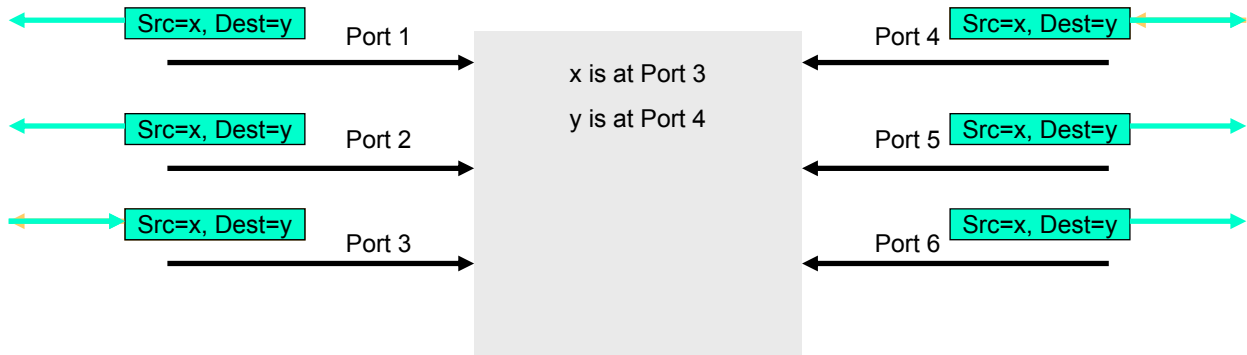 Src=x, Dest=y
Port 1
Port 4
Src=x, Dest=y
x is at Port 3
y is at Port 4
Src=x, Dest=y
Port 2
Port 5
Src=x, Dest=y
Src=x, Dest=y
Port 3
Port 6
Src=x, Dest=y